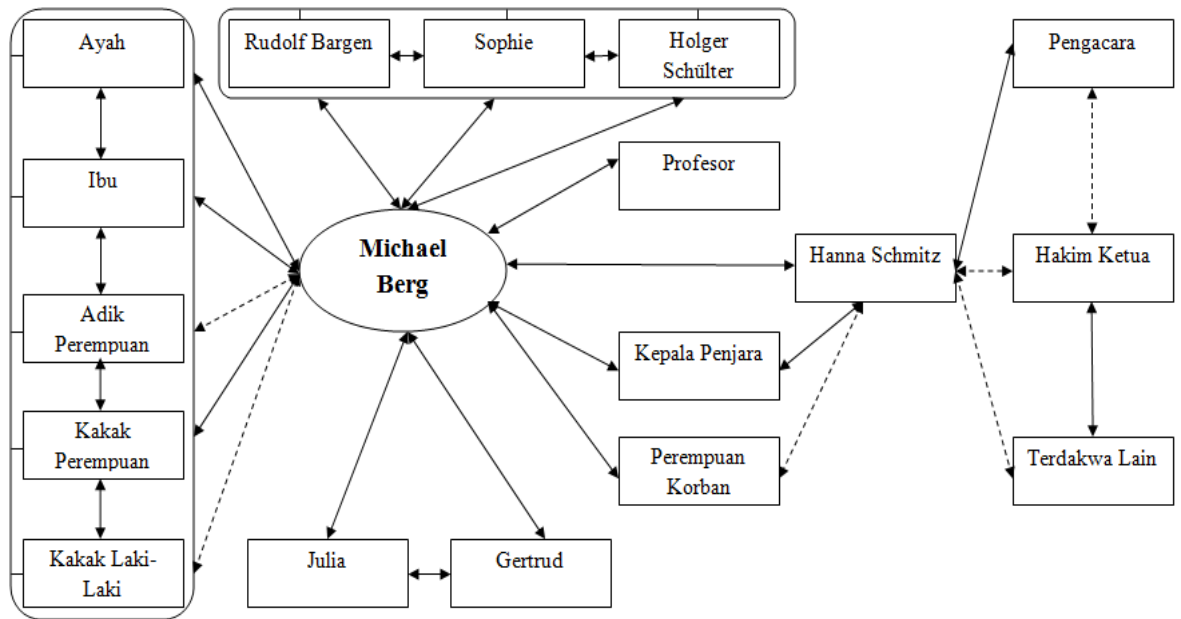 Ayah
Ibu
Adik
Perempuan
Kakak
Perempuan
Kakak Laki-
Laki
Rudolf Bargen
Sophie
Holger
Schülter
Profesor
Michael
Berg
Hanna Schmitz
Kepala Penjara
Perempuan
Korban
Julia
Gertrud
Pengacara
Hakim Ketua
Terdakwa Lain